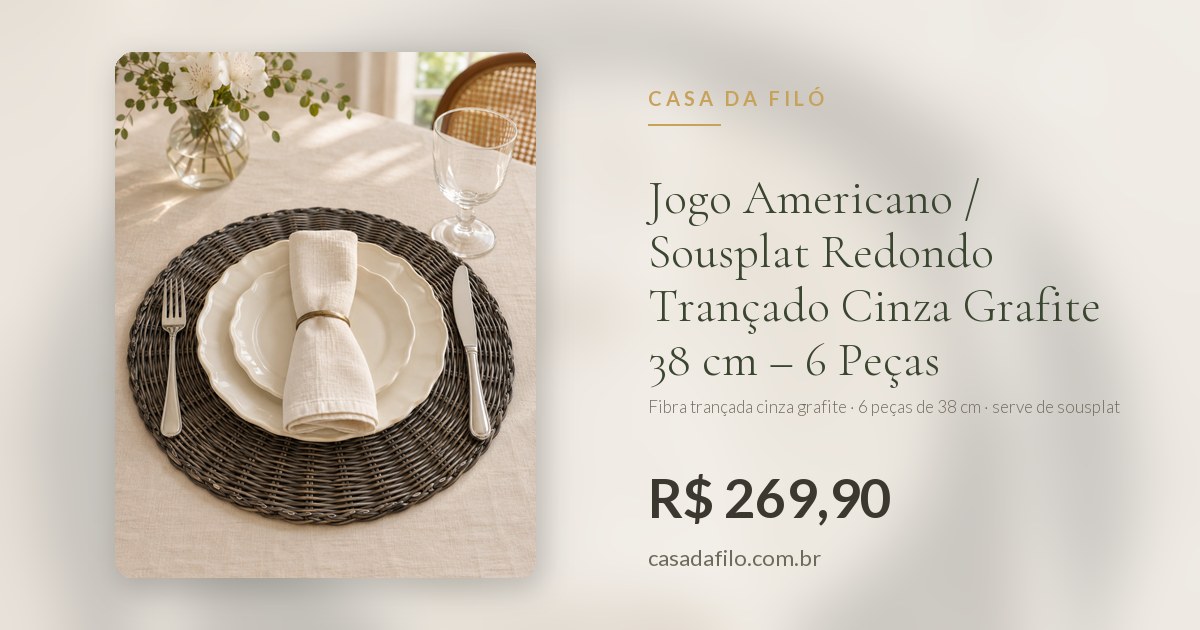 CASA DA FILÓ
Jogo Americano /
Sousplat Redondo
Trançado Cinza Grafite
38 cm – 6 Peças
Fibra trançada cinza grafite · 6 peças de 38 cm · serve de sousplat
R$ 269,90
casadafilo.com.br